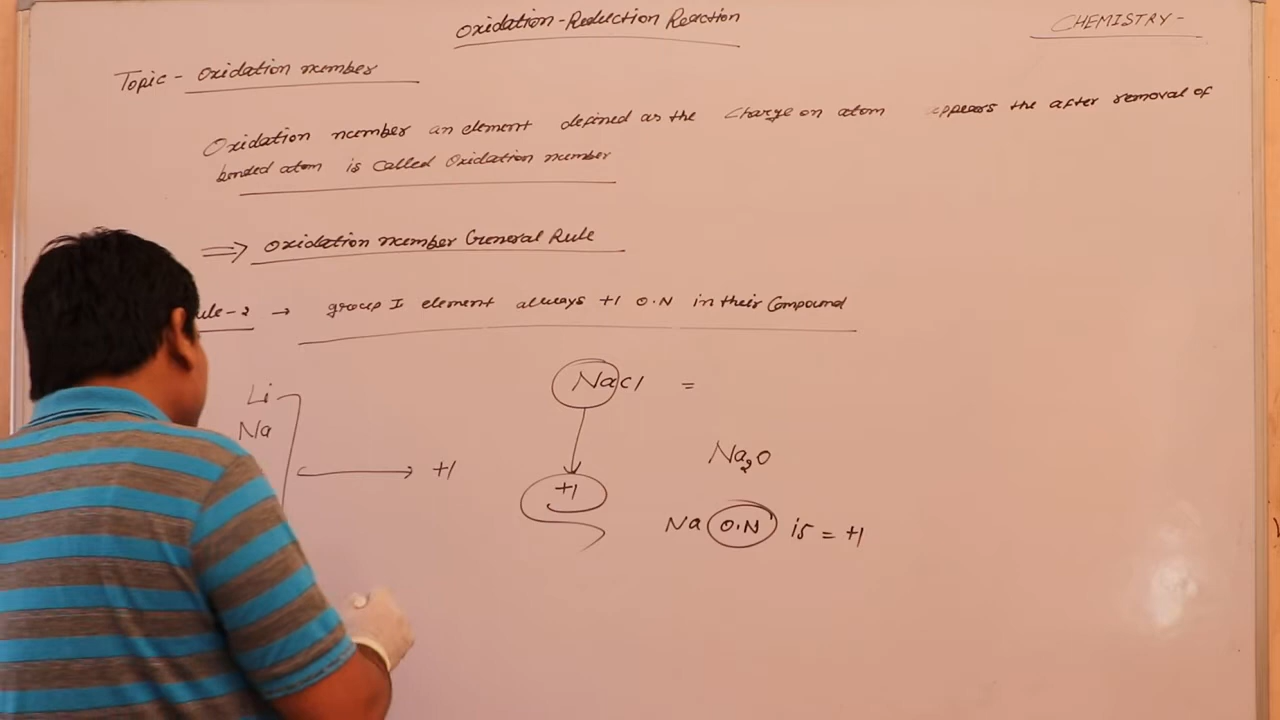 Oxidation-Reduction Reaction
CHEMISTRY-
Topic - Oxidation number
Oxidation number an element defined as the charge on atom appears the after removal of
bonded atom is called Oxidation number
⇒ Oxidation number General Rule
ule-2 → group I element always +1 O.N in their Compound
Li
NaCl =
Na
Na2O
→ +1
+1
Na O.N is = +1